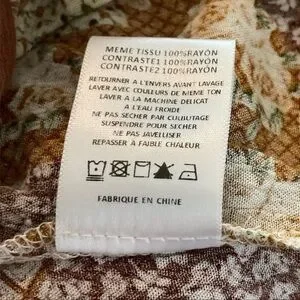 MEME TISSU 100%RAYON
CONTRASTE1 100%RAYON
CONTRASTE2 100%RAYON
RETOURNER A L'ENVERS AVANT LAVAGE
LAVER AVEC COULEURS DE MEME TON
LAVER A LA MACHINE DELICAT
A L'EAU FROIDE
NE PAS SECHER PAR CULBUTAGE
SUSPENDRE POUR SECHER
NE PAS JAVELLISER
REPASSER A FAIBLE CHALEUR
FABRIQUE EN CHINE